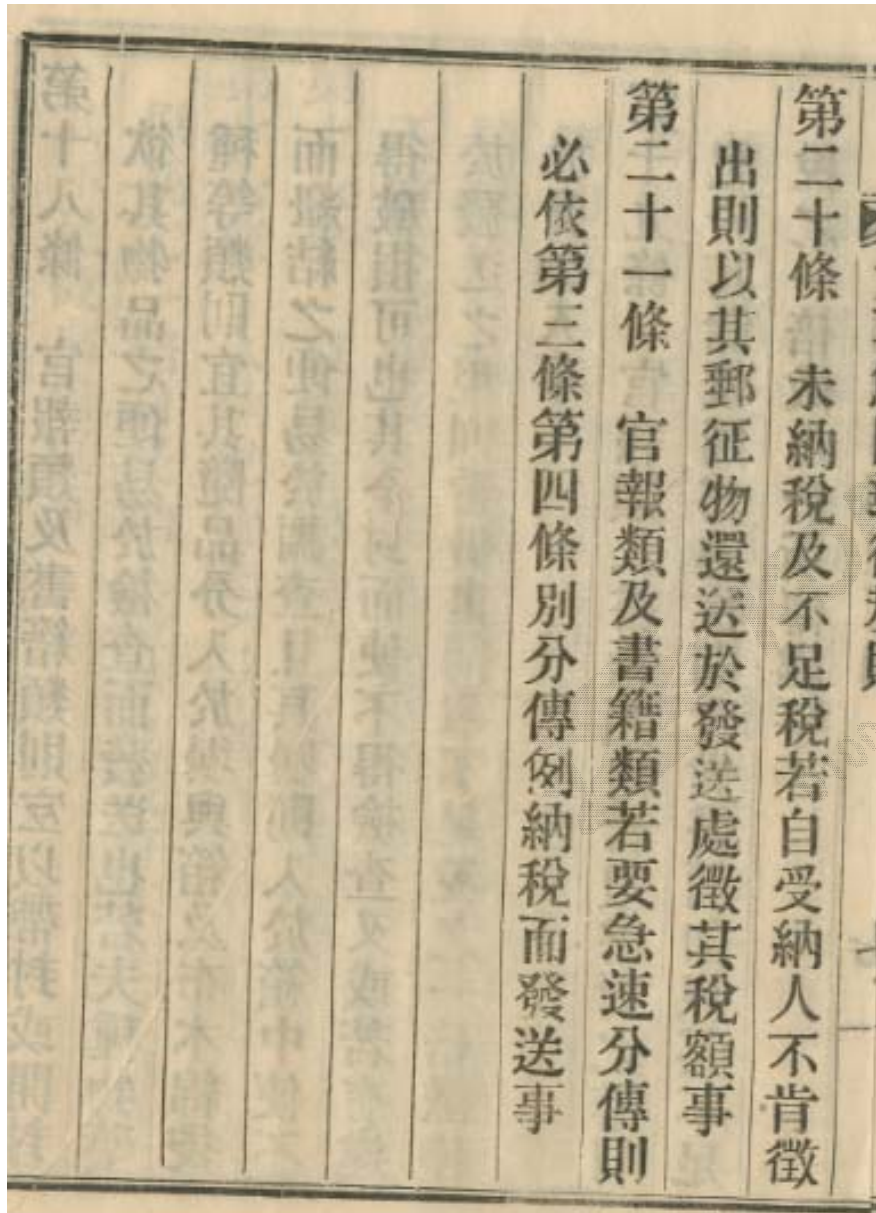 第二十條 未納稅及不足稅若自受納人不肯徵
出則以其郵征物還送於發送處徵其稅額事
第二十一條 官報類及書籍類若要急速分傳則
必依第三條第四條別分傳例納稅而發送事